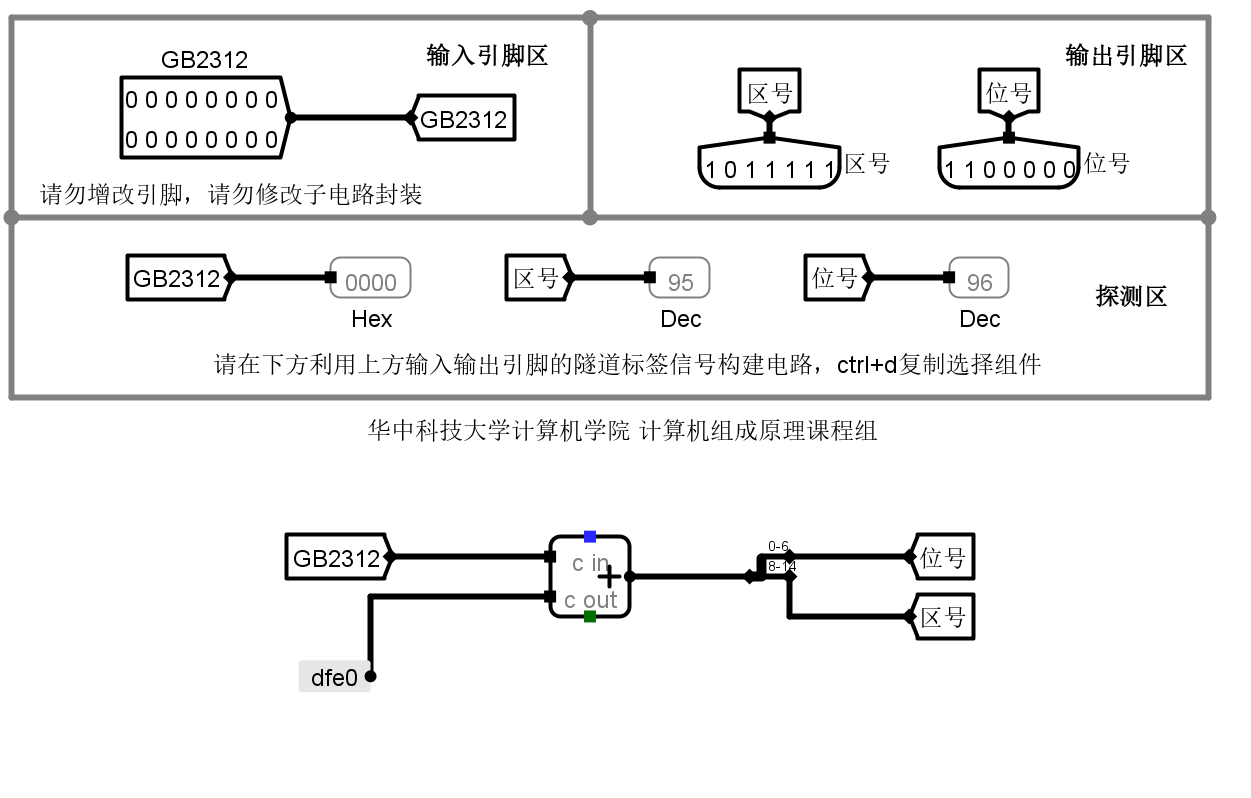 GB2312
输入引脚区
0 0 0 0 0 0 0 0
0 0 0 0 0 0 0 0
GB2312
请勿增改引脚，请勿修改子电路封装
输出引脚区
区号
位号
1 0 1 1 1 1 1
区号
1 1 0 0 0 0 0
位号
GB2312
0000
Hex
区号
95
Dec
位号
96
Dec
探测区
请在下方利用上方输入输出引脚的隧道标签信号构建电路，ctrl+d复制选择组件
华中科技大学计算机学院 计算机组成原理课程组
GB2312
c in
+
c out
dfe0
0-6
8-14
位号
区号